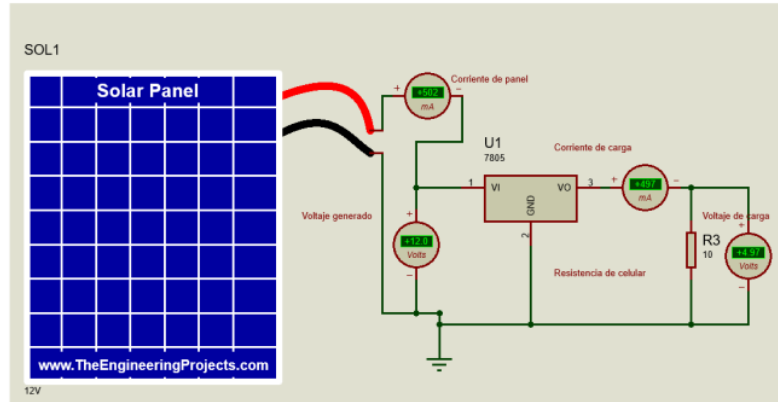 SOL1
Solar Panel
www.TheEngineeringProjects.com
12V
Corriente de panel
+
+502
mA
−
U1
7805
1
VI
VO
3
GND
2
Corriente de carga
+
+497
mA
−
Voltaje generado
+
+12.0
Volts
−
Resistencia de celular
R3
10
Voltaje de carga
+
+4.97
Volts
−